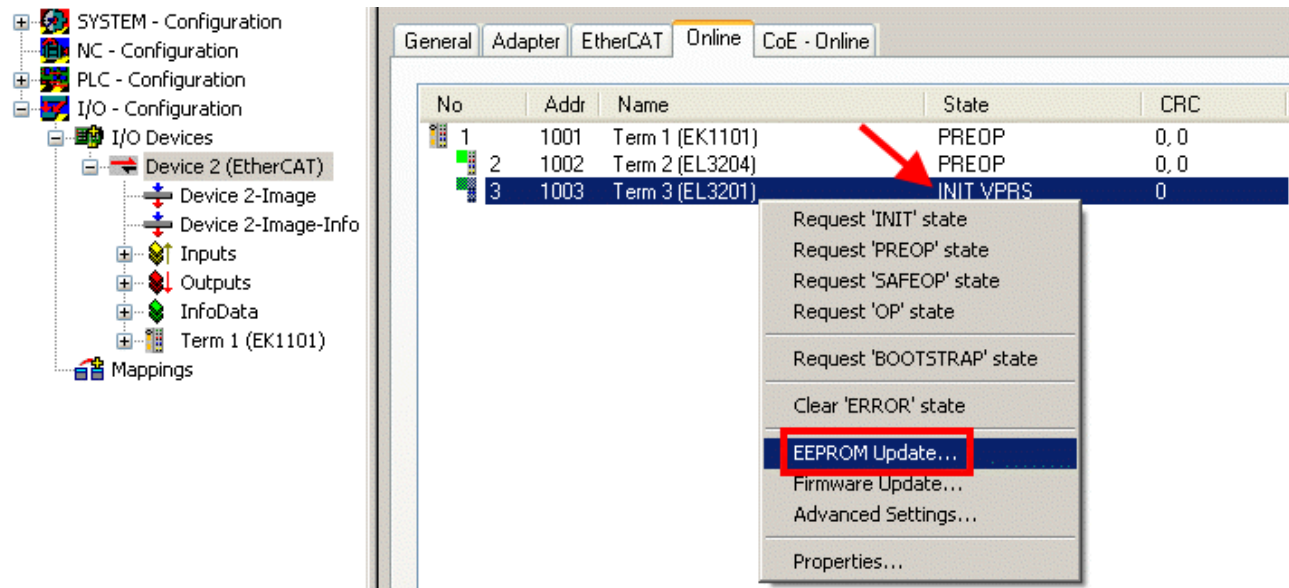 SYSTEM - Configuration
NC - Configuration
PLC - Configuration
I/O - Configuration
I/O Devices
Device 2 (EtherCAT)
Device 2-Image
Device 2-Image-Info
Inputs
Outputs
InfoData
Term 1 (EK1101)
Mappings
General Adapter EtherCAT Online CoE - Online
No Addr Name State CRC
1 1001 Term 1 (EK1101) PREOP 0, 0
2 1002 Term 2 (EL3204) PREOP 0, 0
3 1003 Term 3 (EL3201) INIT VPRS 0
Request 'INIT' state
Request 'PREOP' state
Request 'SAFEOP' state
Request 'OP' state
Request 'BOOTSTRAP' state
Clear 'ERROR' state
EEPROM Update...
Firmware Update...
Advanced Settings...
Properties...